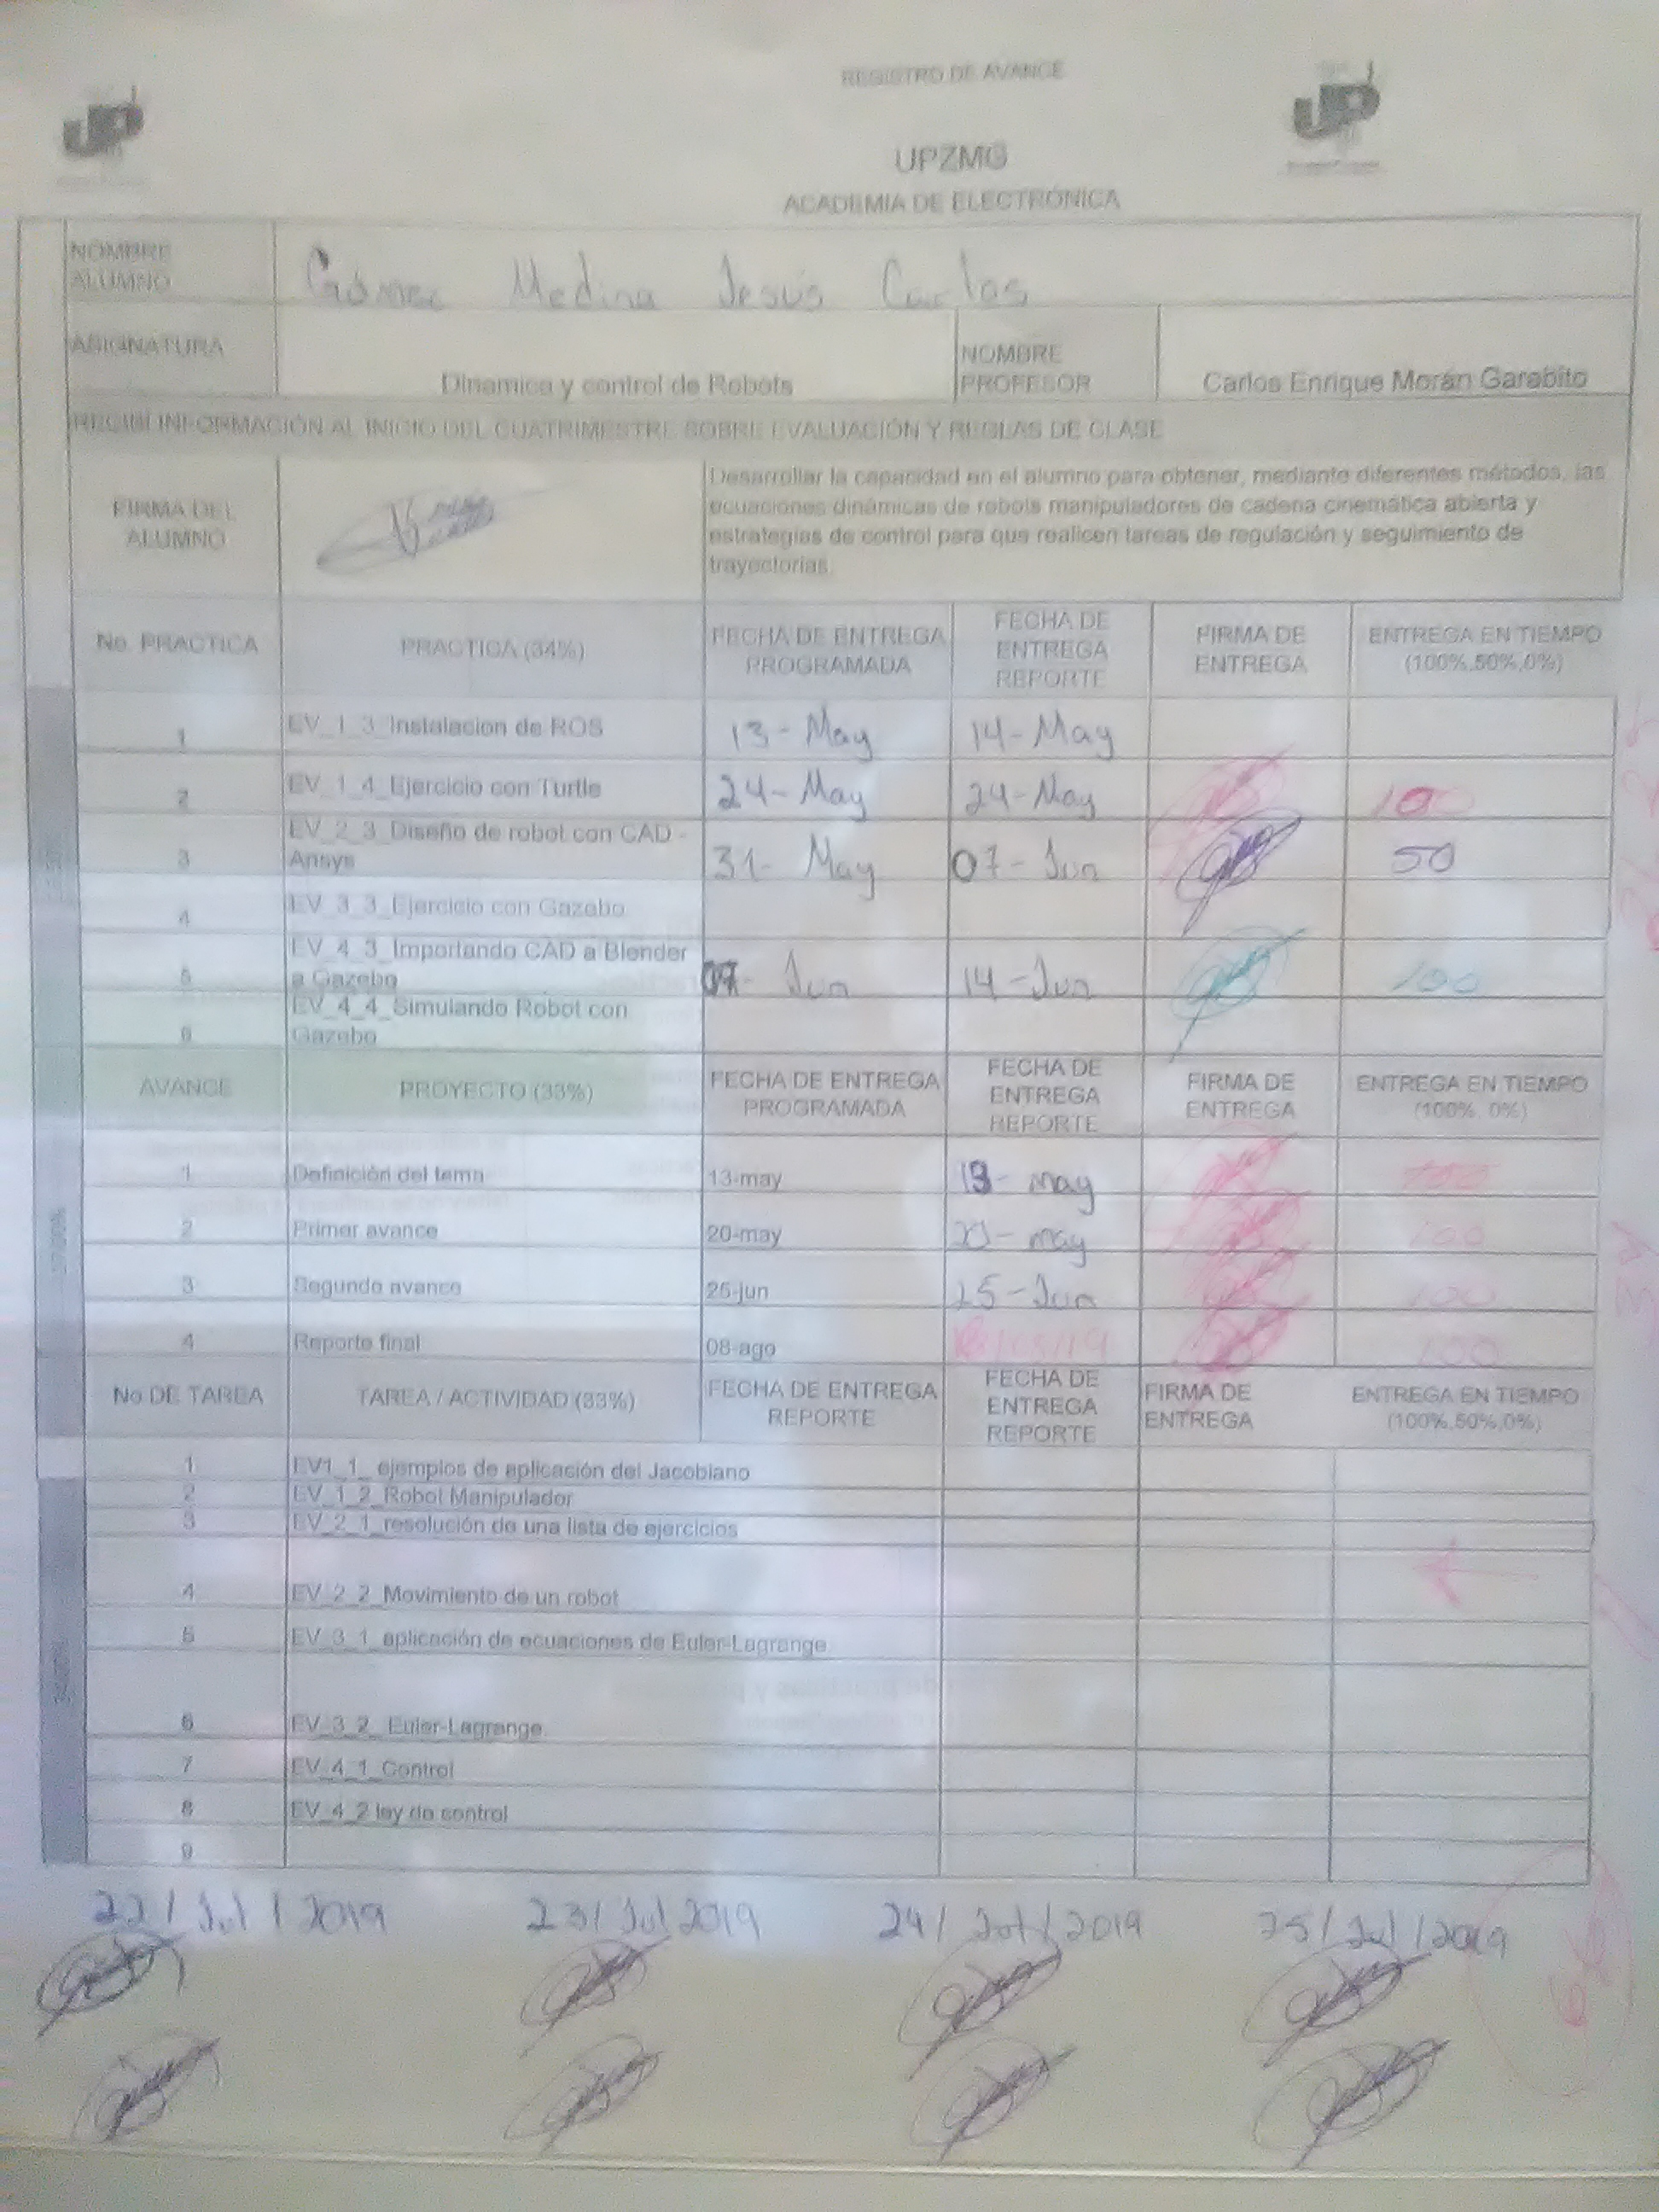 REGISTRO DE AVANCE
UP UP
UPZMG
ACADEMIA DE ELECTRÓNICA
NOMBRE ALUMNO Gómez Medina Jesús Carlos
ASIGNATURA Dinamica y control de Robots NOMBRE PROFESOR Carlos Enrique Morán Garabito
RECIBI INFORMACIÓN AL INICIO DEL CUATRIMESTRE SOBRE EVALUACIÓN Y REGLAS DE CLASE
FIRMA DEL ALUMNO
Desarrollar la capacidad en el alumno para obtener, mediante diferentes métodos, las
ecuaciones dinámicas de robots manipuladores de cadena cinemática abierta y
estrategias de control para que realicen tareas de regulación y seguimiento de
trayectorias.
No. PRACTICA PRACTICA (34%) FECHA DE ENTREGA PROGRAMADA FECHA DE ENTREGA REPORTE FIRMA DE ENTREGA ENTREGA EN TIEMPO (100%,50%,0%)
1 EV_1_3_Instalacion de ROS 13-May 14-May
2 EV_1_4_Ejercicio con Turtle 24-May 24-May 100
3 EV_2_3_Diseño de robot con CAD - Ansys 31-May 07-Jun 50
4 EV_3_3_Ejercicio con Gazebo
5 EV_4_3_Importando CAD a Blender a Gazebo 07-Jun 14-Jun 100
6 EV_4_4_Simulando Robot con Gazebo
AVANCE PROYECTO (33%) FECHA DE ENTREGA PROGRAMADA FECHA DE ENTREGA REPORTE FIRMA DE ENTREGA ENTREGA EN TIEMPO (100%, 0%)
1 Definición del tema 13-may 13-may 100
2 Primer avance 20-may may 100
3 Segundo avance 25-jun 25-Jun 100
4 Reporte final 08-ago 100
No DE TAREA TAREA / ACTIVIDAD (33%) FECHA DE ENTREGA REPORTE FECHA DE ENTREGA REPORTE FIRMA DE ENTREGA ENTREGA EN TIEMPO (100%,50%,0%)
1 EV1_1_ ejemplos de aplicación del Jacobiano
2 EV_1_2_Robot Manipulador
3 EV_2_1_resolución de una lista de ejercicios
4 EV_2_2_Movimiento de un robot
5 EV_3_1_aplicación de ecuaciones de Euler-Lagrange.
6 EV_3_2_ Euler-Lagrange.
7 EV_4_1_Control
8 EV_4_2 ley de control
9
22/Jul/2019 23/Jul 2019 24/Jul/2019 25/Jul/2019